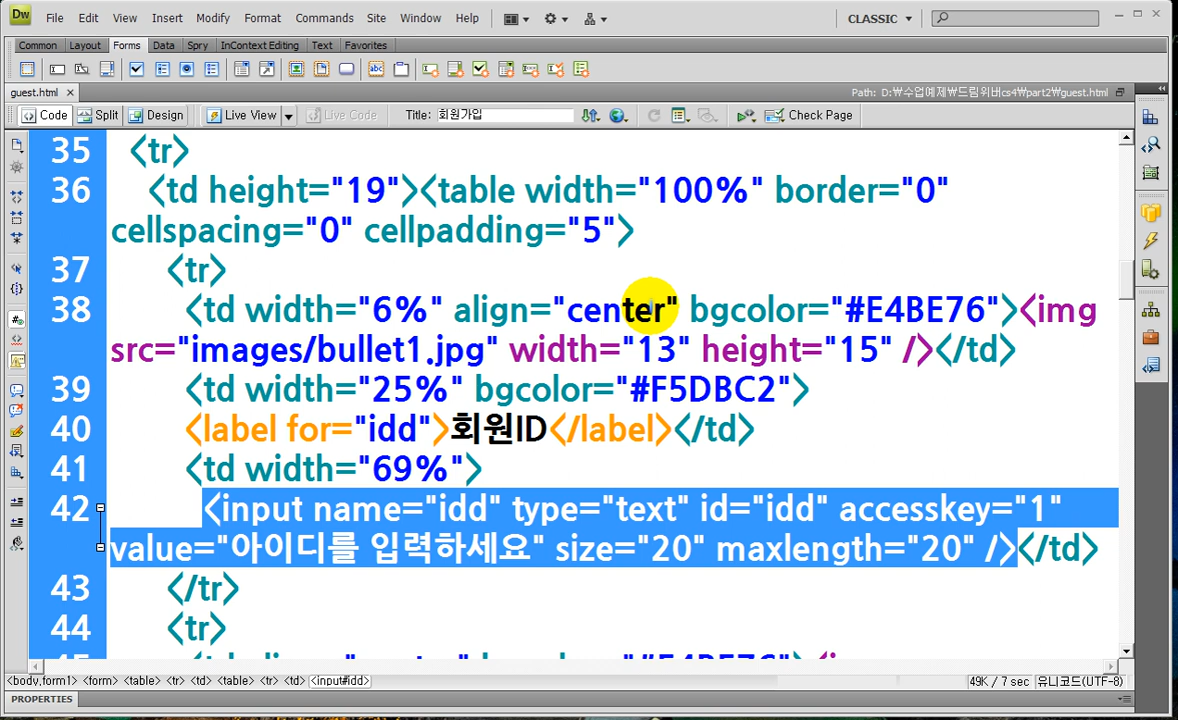 Dw File Edit View Insert Modify Format Commands Site Window Help CLASSIC
Common Layout Forms Data Spry InContext Editing Text Favorites
guest.html Path: D:₩수업예제₩드림위버cs4₩part2₩guest.html
Code Split Design Live View Live Code Title: 회원가입 Check Page
35 <tr>
36 <td height="19"><table width="100%" border="0"
cellspacing="0" cellpadding="5">
37 <tr>
38 <td width="6%" align="center" bgcolor="#E4BE76"><img
src="images/bullet1.jpg" width="13" height="15" /></td>
39 <td width="25%" bgcolor="#F5DBC2">
40 <label for="idd">회원ID</label></td>
41 <td width="69%">
42 <input name="idd" type="text" id="idd" accesskey="1"
value="아이디를 입력하세요" size="20" maxlength="20" /></td>
43 </tr>
44 <tr>
<body.form1> <form> <table> <tr> <td> <table> <tr> <td> <input#idd> 49K / 7 sec 유니코드(UTF-8)
PROPERTIES